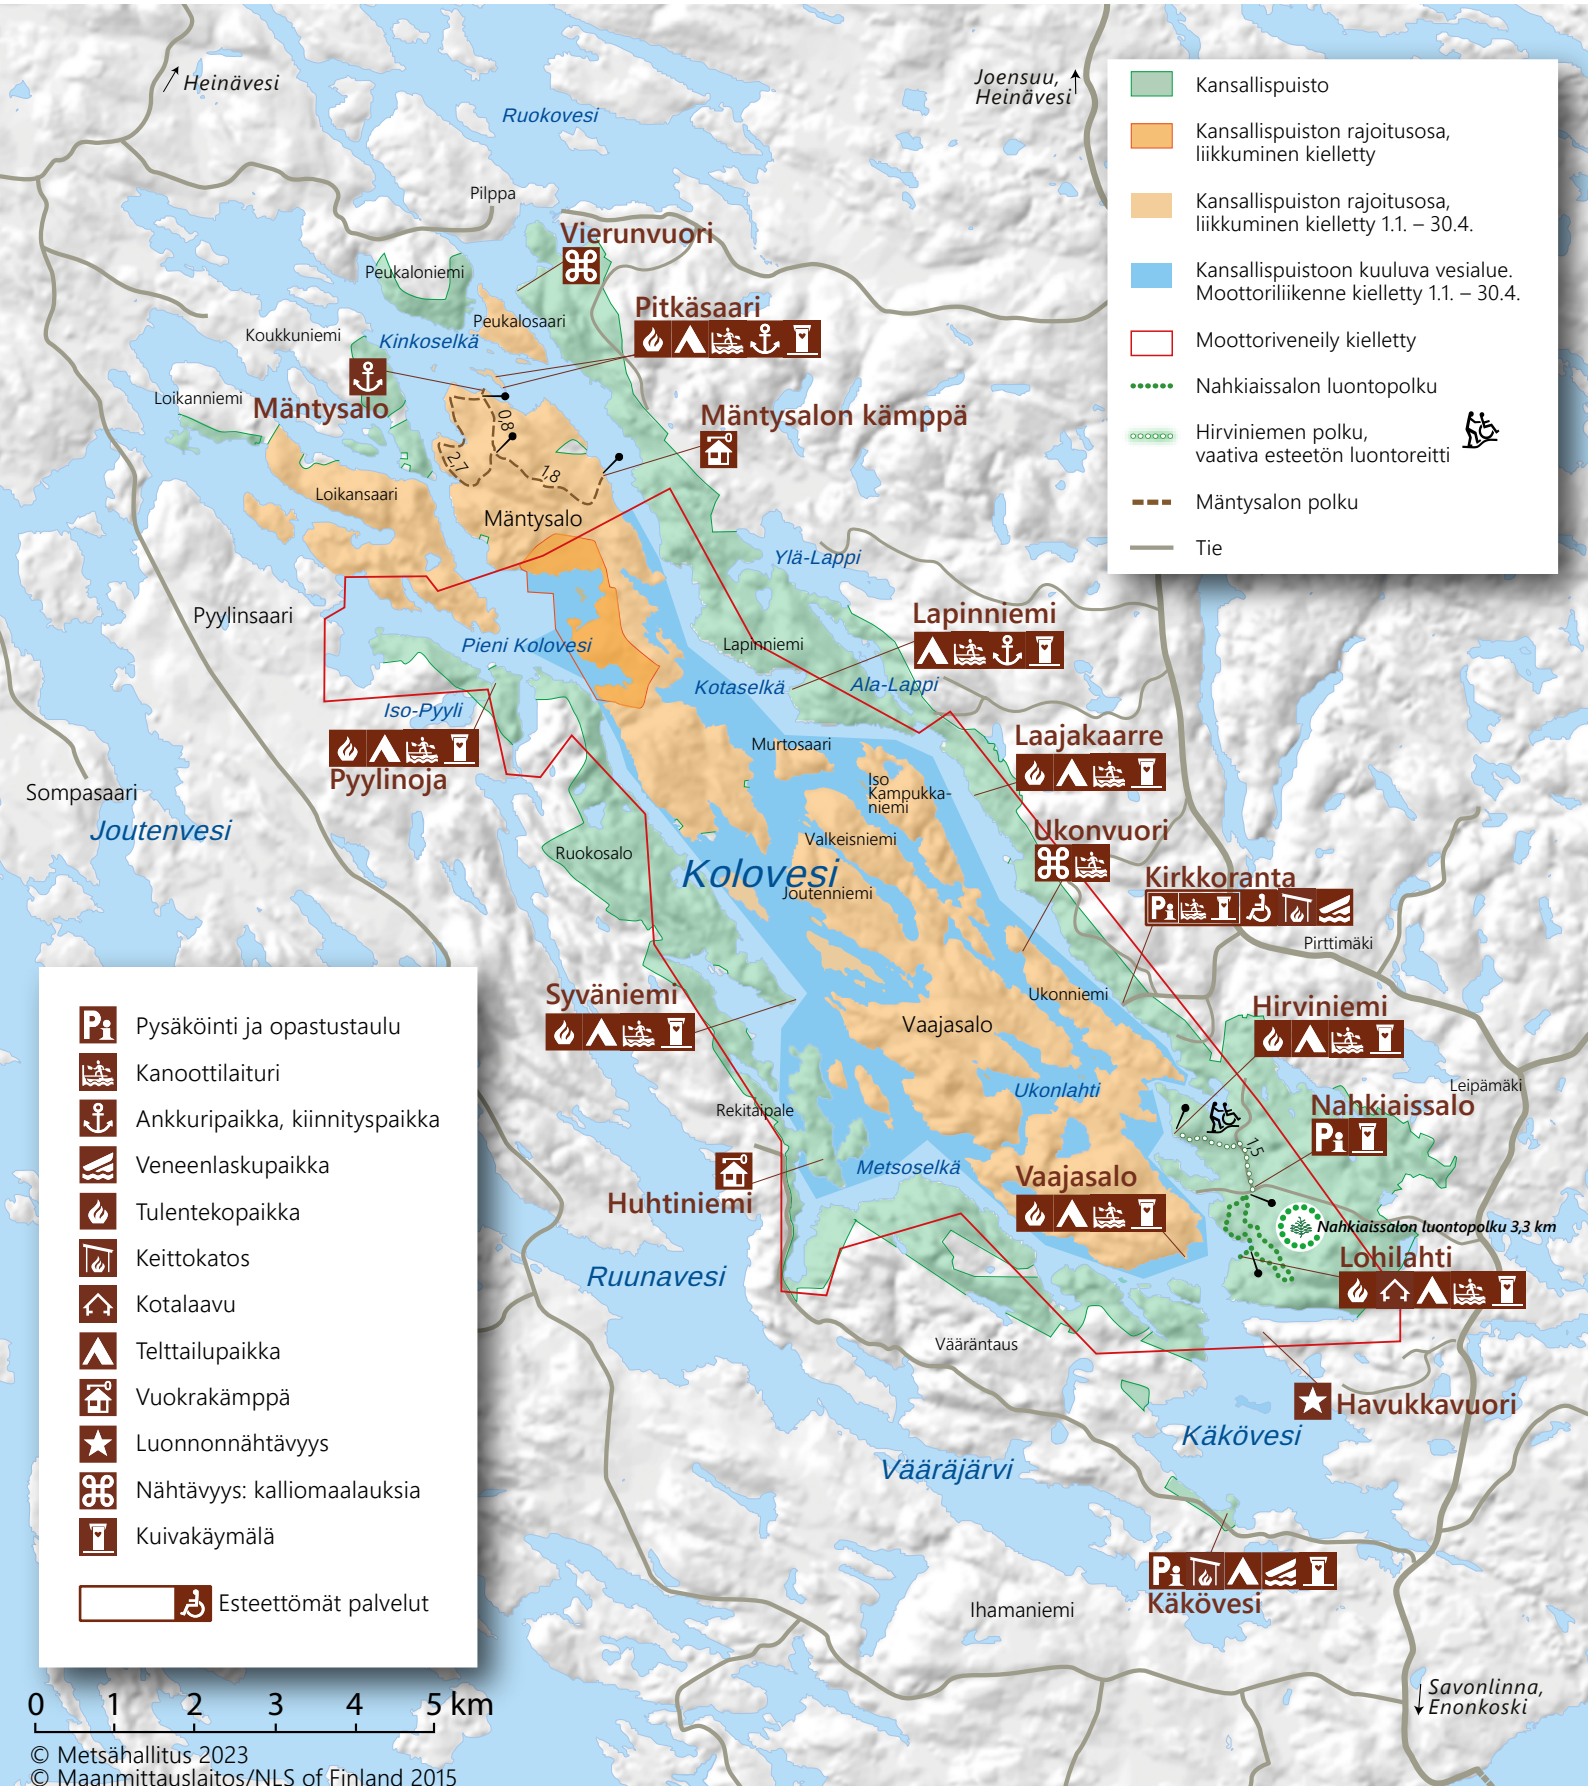 Heinävesi
Joensuu,
Heinävesi
Ruokovesi
Pilppa
Vierunvuori
Peukaloniemi
Pitkäsaari
Peukalosaari
Koukkuniemi
Kinkoselkä
Loikanniemi
Mäntysalo
Mäntysalon kämppä
0,8
2,7
1,8
Loikansaari
Mäntysalo
Ylä-Lappi
Pyylinsaari
Lapinniemi
Pieni Kolovesi
Lapinniemi
Kotaselkä
Ala-Lappi
Iso-Pyyli
Pyylinoja
Murtosaari
Laajakaarre
Iso
Kampukka-
niemi
Sompasaari
Joutenvesi
Valkeisniemi
Ukonvuori
Ruokosalo
Kolovesi
Joutenniemi
Kirkkoranta
Pirttimäki
Syväniemi
Ukonniemi
Hirviniemi
Vaajasalo
Ukonlahti
Leipämäki
Rekitaipale
Nahkiaissalo
1,5
Metsoselkä
Vaajasalo
Huhtiniemi
Nahkiaissalon luontopolku 3,3 km
Lohilahti
Ruunavesi
Vääräntaus
Havukkavuori
Käkövesi
Vääräjärvi
Käkövesi
Ihamaniemi
Savonlinna,
Enonkoski
Kansallispuisto
Kansallispuiston rajoitusosa,
liikkuminen kielletty
Kansallispuiston rajoitusosa,
liikkuminen kielletty 1.1. – 30.4.
Kansallispuistoon kuuluva vesialue.
Moottoriliikenne kielletty 1.1. – 30.4.
Moottoriveneily kielletty
Nahkiaissalon luontopolku
Hirviniemen polku,
vaativa esteetön luontoreitti
Mäntysalon polku
Tie
Pysäköinti ja opastustaulu
Kanoottilaituri
Ankkuripaikka, kiinnityspaikka
Veneenlaskupaikka
Tulentekopaikka
Keittokatos
Kotalaavu
Telttailupaikka
Vuokrakämppä
Luonnonnähtävyys
Nähtävyys: kalliomaalauksia
Kuivakäymälä
Esteettömät palvelut
0 1 2 3 4 5 km
© Metsähallitus 2023
© Maanmittauslaitos/NLS of Finland 2015